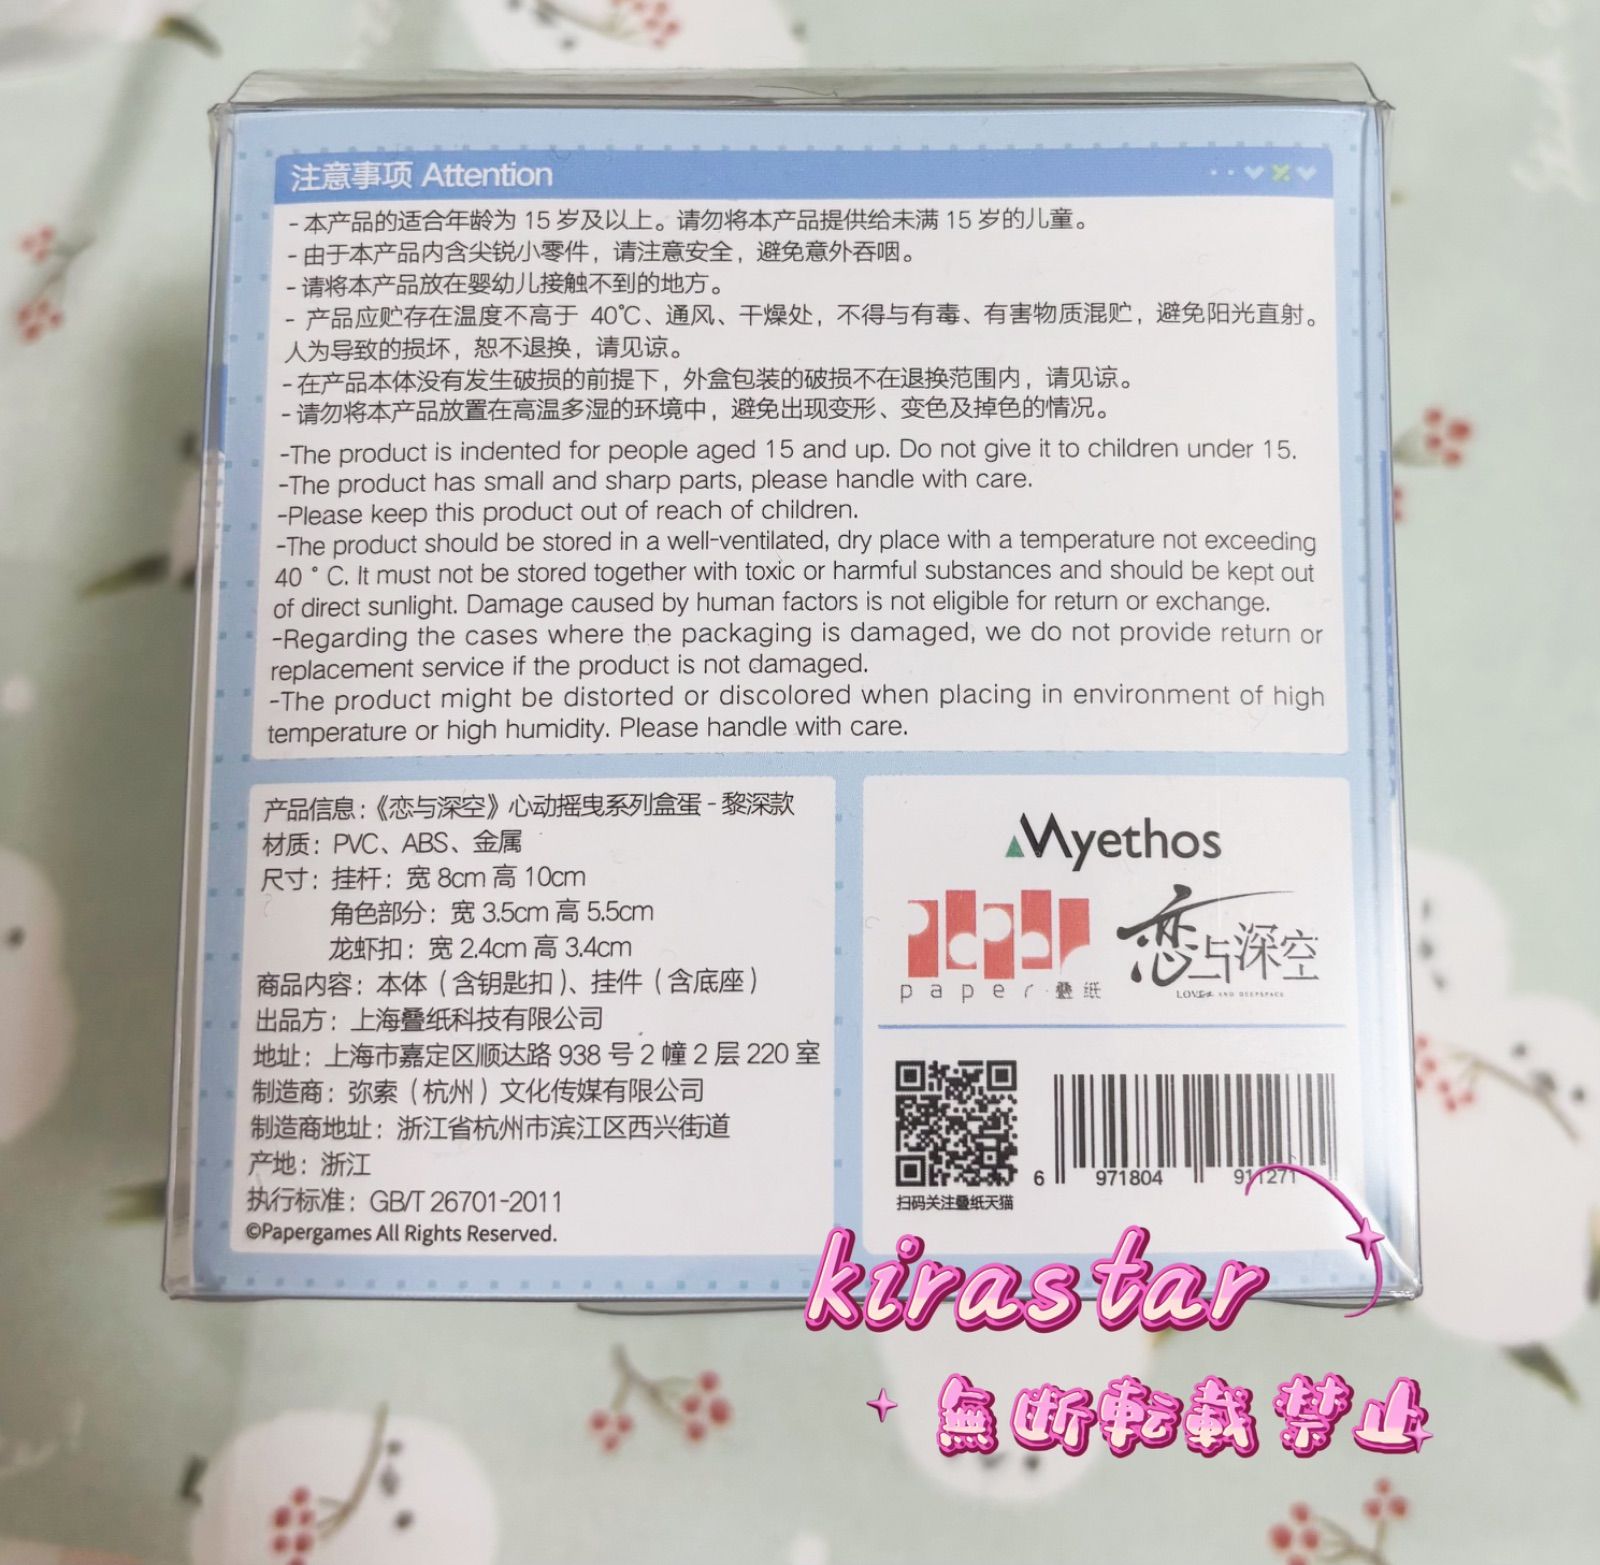 注意事项 Attention
- 本产品的适合年龄为 15 岁及以上。请勿将本产品提供给未满 15 岁的儿童。
- 由于本产品内含尖锐小零件，请注意安全，避免意外吞咽。
- 请将本产品放在婴幼儿接触不到的地方。
- 产品应贮存在温度不高于 40℃、通风、干燥处，不得与有毒、有害物质混贮，避免阳光直射。
人为导致的损坏，恕不退换，请见谅。
- 在产品本体没有发生破损的前提下，外盒包装的破损不在退换范围内，请见谅。
- 请勿将本产品放置在高温多湿的环境中，避免出现变形、变色及掉色的情况。
-The product is indented for people aged 15 and up. Do not give it to children under 15.
-The product has small and sharp parts, please handle with care.
-Please keep this product out of reach of children.
-The product should be stored in a well-ventilated, dry place with a temperature not exceeding
40 ° C. It must not be stored together with toxic or harmful substances and should be kept out
of direct sunlight. Damage caused by human factors is not eligible for return or exchange.
-Regarding the cases where the packaging is damaged, we do not provide return or
replacement service if the product is not damaged.
-The product might be distorted or discolored when placing in environment of high
temperature or high humidity. Please handle with care.
产品信息：《恋与深空》心动摇曳系列盒蛋 - 黎深款
材质：PVC、ABS、金属
尺寸：挂杆：宽 8cm 高 10cm
角色部分：宽 3.5cm 高 5.5cm
龙虾扣：宽 2.4cm 高 3.4cm
商品内容：本体（含钥匙扣）、挂件（含底座）
出品方：上海叠纸科技有限公司
地址：上海市嘉定区顺达路 938 号 2 幢 2 层 220 室
制造商：弥索（杭州）文化传媒有限公司
制造商地址：浙江省杭州市滨江区西兴街道
产地：浙江
执行标准：GB/T 26701-2011
©Papergames All Rights Reserved.
Myethos
paper
paper·叠纸
恋与深空
LOVE AND DEEPSPACE
扫码关注叠纸天猫
6 971804 911271
kirastar
無断転載禁止